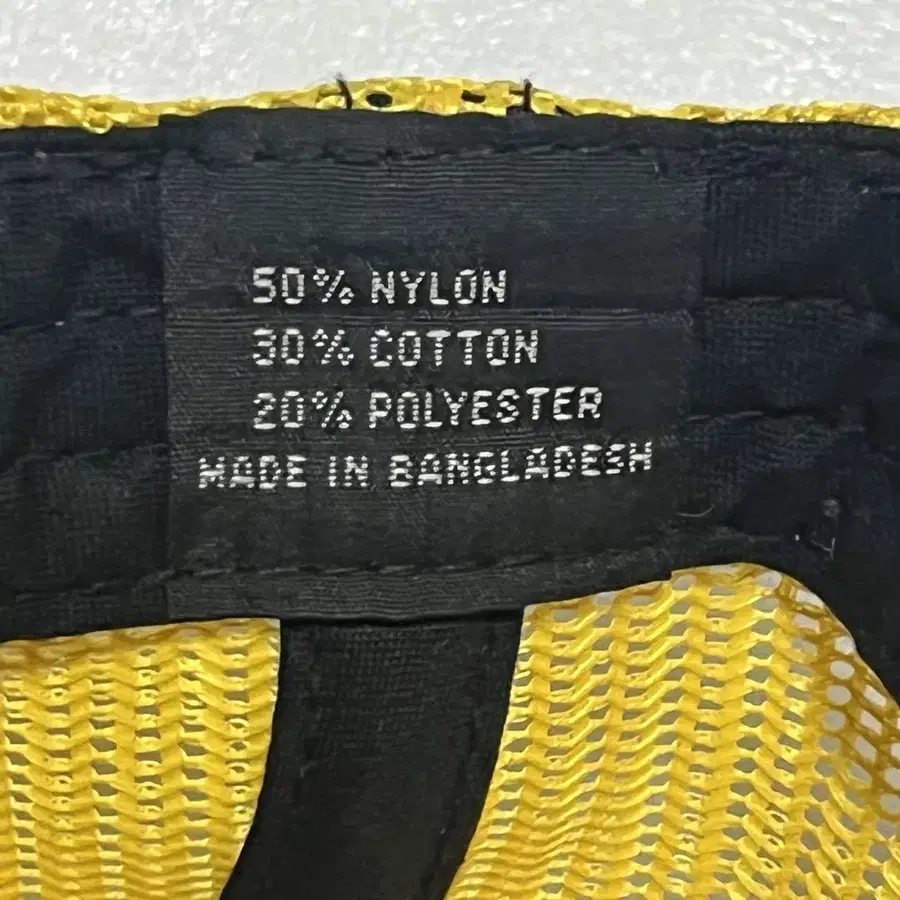 50% NYLON
30% COTTON
20% POLYESTER
MADE IN BANGLADESH